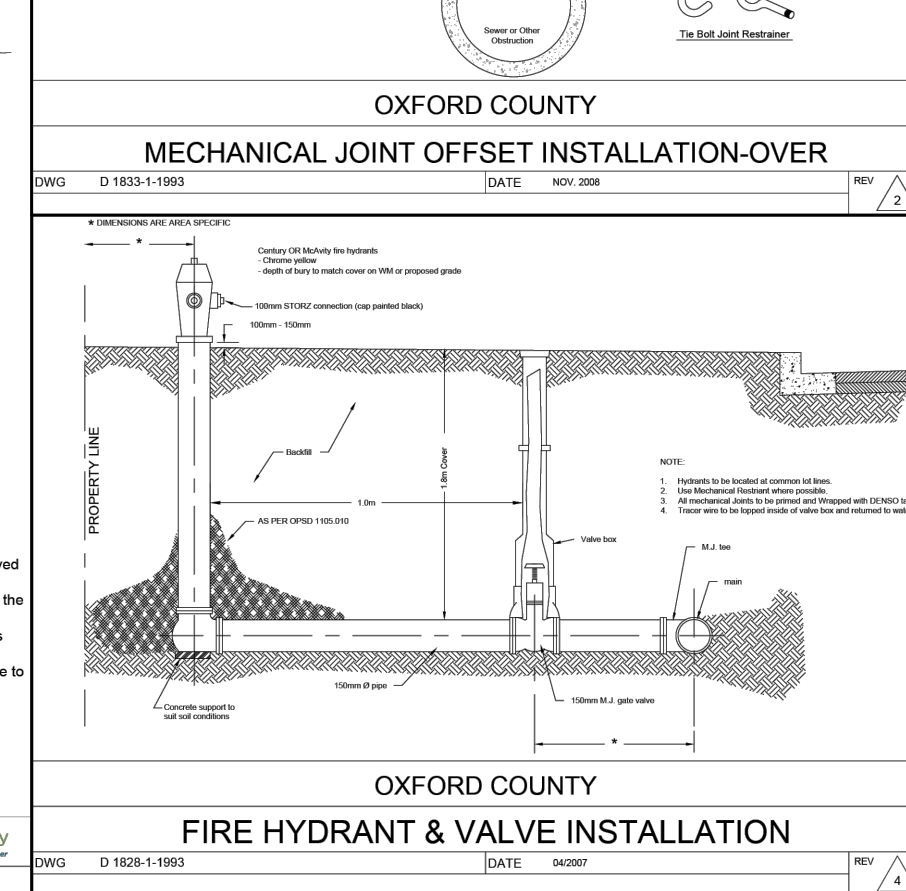 Sewer or Other
Obstruction
Tie Bolt Joint Restrainer
OXFORD COUNTY
MECHANICAL JOINT OFFSET INSTALLATION-OVER
DWG D 1833-1-1993 DATE NOV. 2008 REV 2
* DIMENSIONS ARE AREA SPECIFIC
*
Century OR McAvity fire hydrants
- Chrome yellow
- depth of bury to match cover on WM or proposed grade
100mm STORZ connection (cap painted black)
100mm - 150mm
PROPERTY LINE
Backfill
1.8m Cover
1.0m
AS PER OPSD 1105.010
NOTE:
1. Hydrants to be located at common lot lines.
2. Use Mechanical Restriant where possible.
3. All mechanical Joints to be primed and Wrapped with DENSO ta
4. Tracer wire to be lopped inside of valve box and returned to wat
Valve box
M.J. tee
main
150mm Ø pipe
150mm M.J. gate valve
Concrete support to
suit soil conditions
*
ved
the
s
e to
y
er
OXFORD COUNTY
FIRE HYDRANT & VALVE INSTALLATION
DWG D 1828-1-1993 DATE 04/2007 REV 4